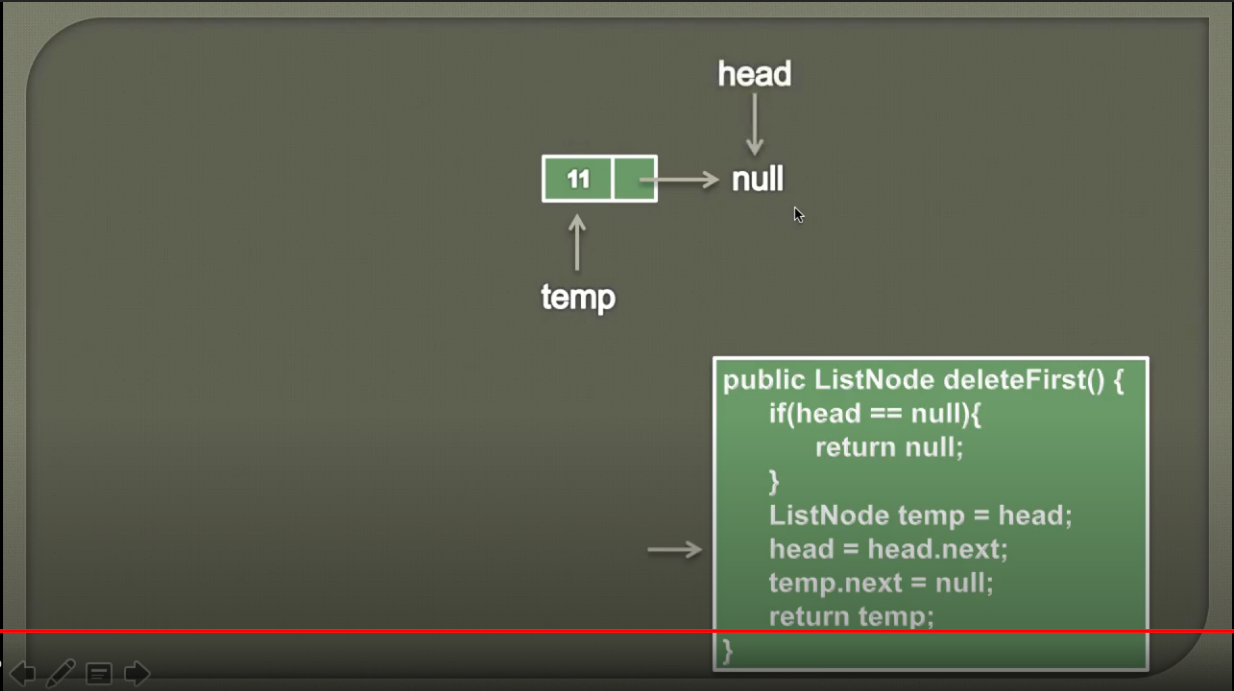 head
11
null
temp
public ListNode deleteFirst() {
if(head == null){
return null;
}
ListNode temp = head;
head = head.next;
temp.next = null;
return temp;
}